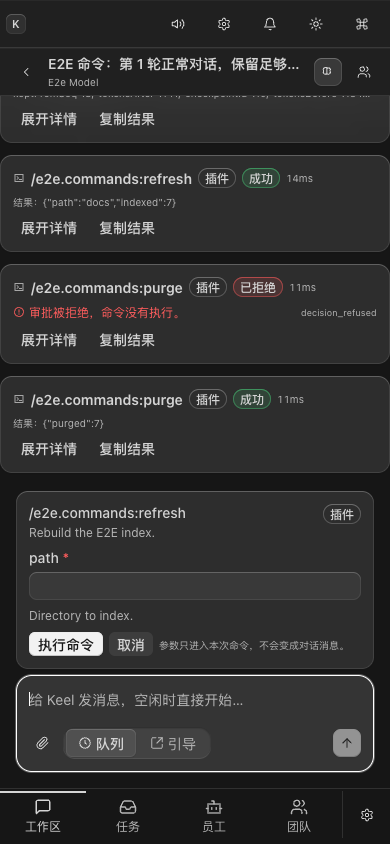 K
E2E 命令：第 1 轮正常对话，保留足够...
E2e Model
展开详情 复制结果
/e2e.commands:refresh 插件 成功 14ms
结果：{"path":"docs","indexed":7}
展开详情 复制结果
/e2e.commands:purge 插件 已拒绝 11ms
审批被拒绝，命令没有执行。 decision_refused
展开详情 复制结果
/e2e.commands:purge 插件 成功 11ms
结果：{"purged":7}
展开详情 复制结果
/e2e.commands:refresh 插件
Rebuild the E2E index.
path *
Directory to index.
执行命令 取消 参数只进入本次命令，不会变成对话消息。
给 Keel 发消息，空闲时直接开始...
队列 引导
工作区 任务 员工 团队